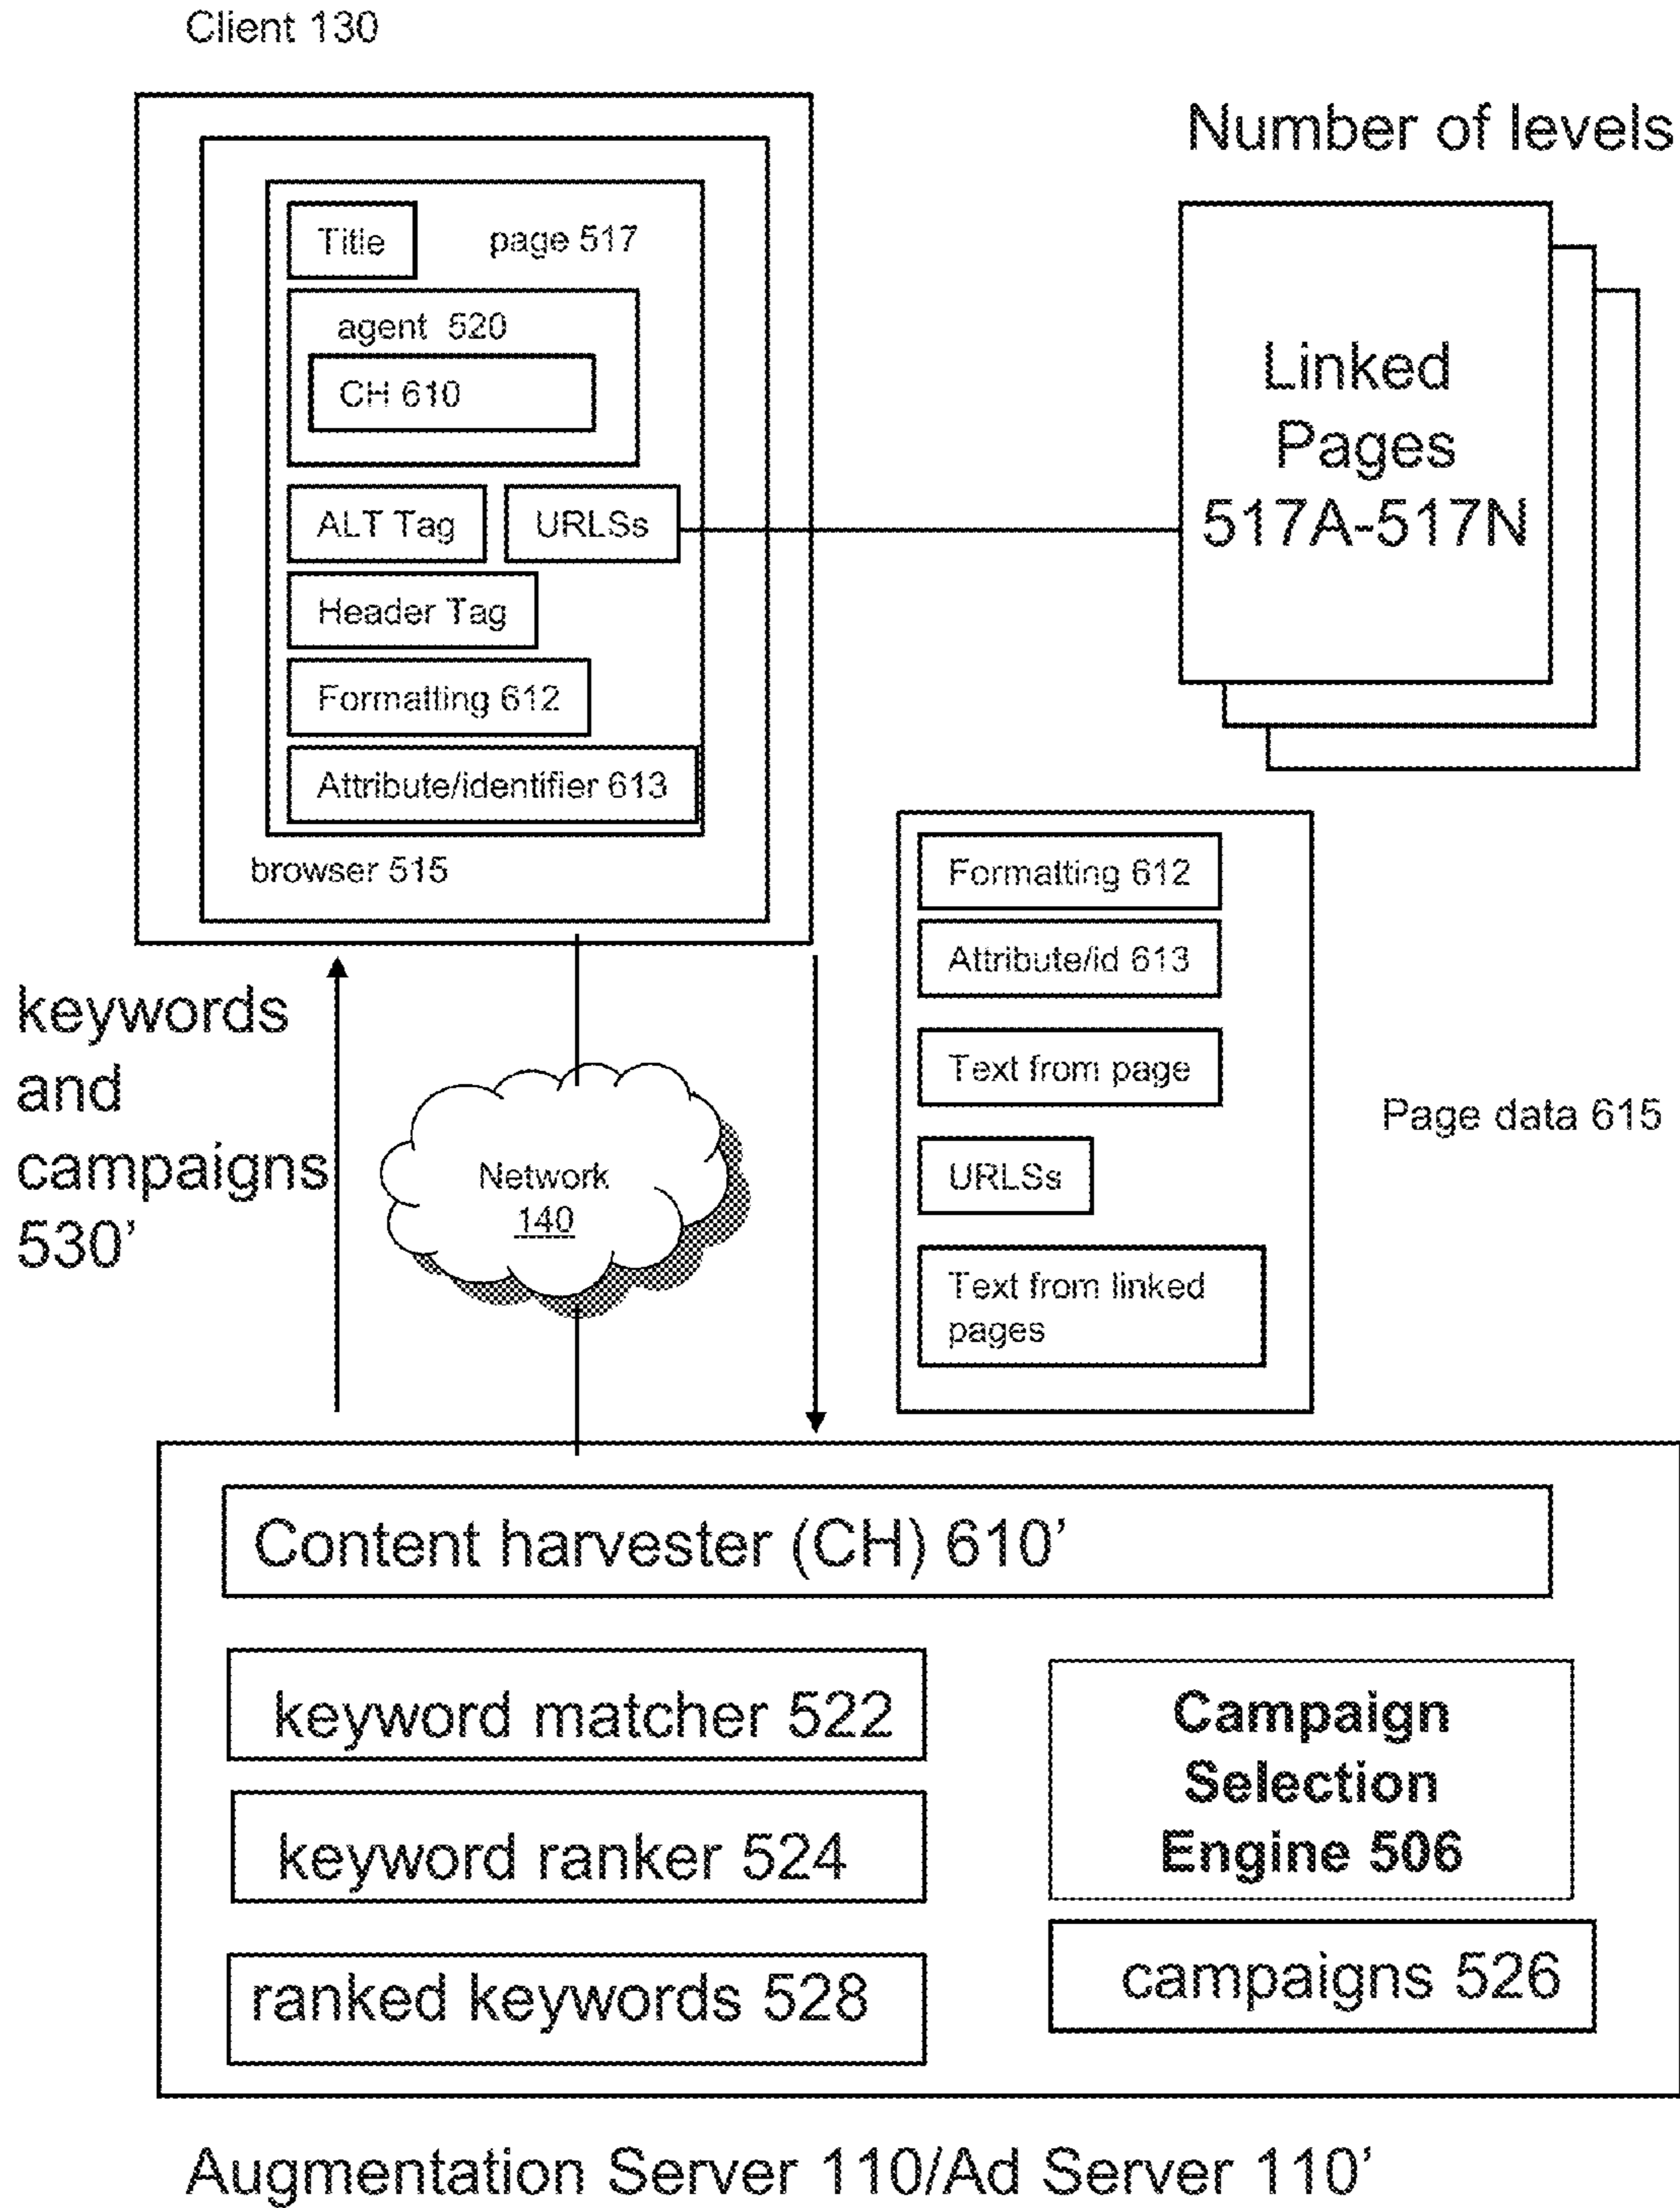 Client 130
Number of levels
Title
page 517
agent 520
CH 610
ALT Tag
URLSs
Header Tag
Formatting 612
Attribute/identifier 613
browser 515
Linked
Pages
517A-517N
keywords
and
campaigns
530’
Network
140
Formatting 612
Attribute/id 613
Text from page
URLSs
Text from linked
pages
Page data 615
Content harvester (CH) 610’
keyword matcher 522
keyword ranker 524
ranked keywords 528
Campaign
Selection
Engine 506
campaigns 526
Augmentation Server 110/Ad Server 110’